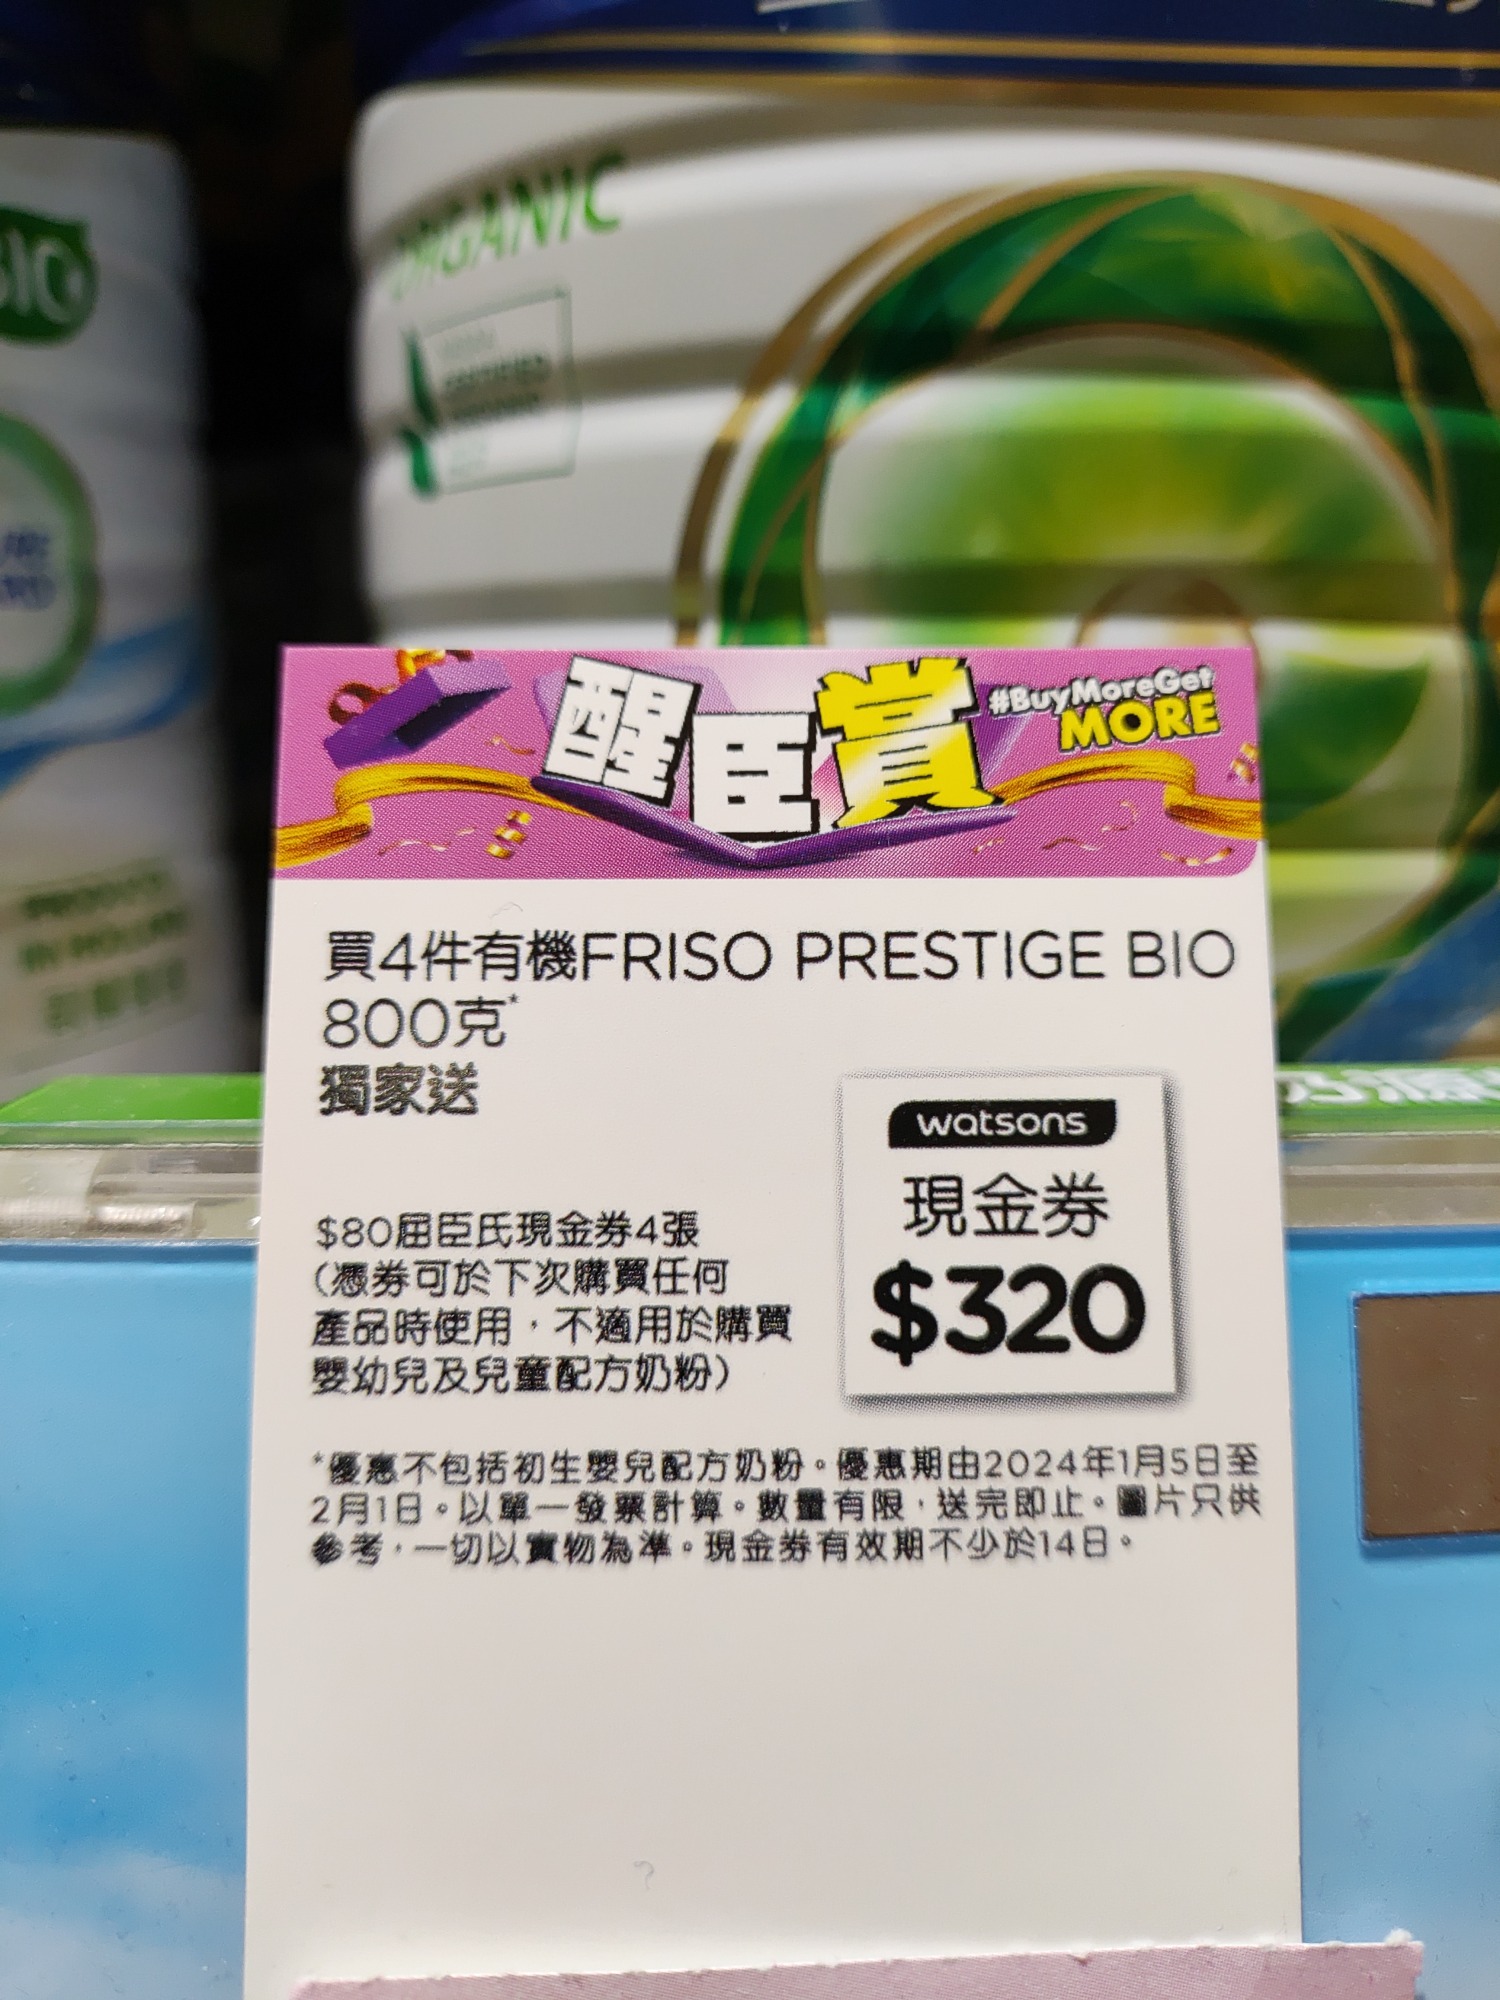 BIO
ORGANIC
CERTIFIED
醒臣賞
#BuyMoreGet
MORE
買4件有機FRISO PRESTIGE BIO
800克*
獨家送
watsons
現金券
$320
$80屈臣氏現金券4張
(憑券可於下次購買任何
產品時使用，不適用於購買
嬰幼兒及兒童配方奶粉)
*優惠不包括初生嬰兒配方奶粉。優惠期由2024年1月5日至
2月1日。以單一發票計算。數量有限，送完即止。圖片只供
參考，一切以實物為準。現金券有效期不少於14日。